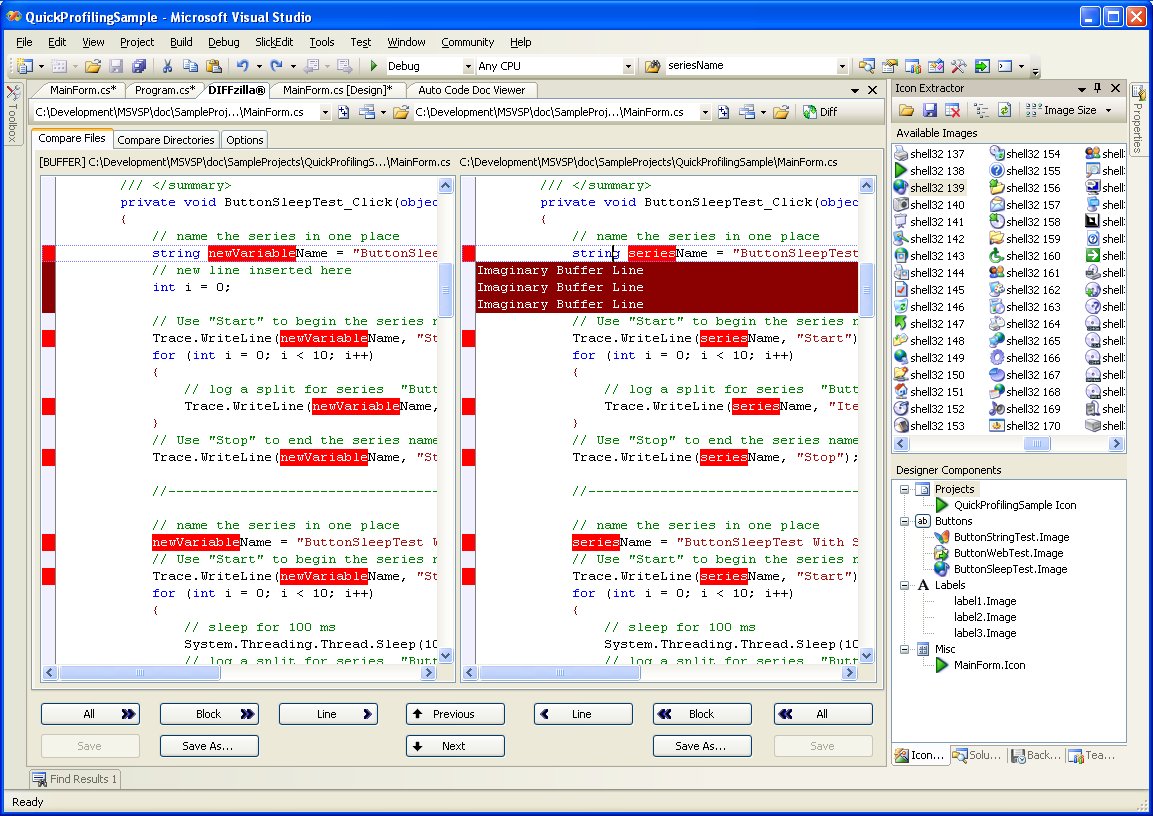 QuickProfilingSample - Microsoft Visual Studio
File Edit View Project Build Debug SlickEdit Tools Test Window Community Help
Debug Any CPU seriesName
Toolbox
MainForm.cs* Program.cs* DIFFzilla® MainForm.cs [Design]* Auto Code Doc Viewer
C:\Development\MSVSP\doc\SampleProj...\MainForm.cs C:\Development\MSVSP\doc\SampleProj...\MainForm.cs Diff
Compare Files Compare Directories Options
[BUFFER] C:\Development\MSVSP\doc\SampleProjects\QuickProfilingS...\MainForm.cs C:\Development\MSVSP\doc\SampleProjects\QuickProfilingSample\MainForm.cs
/// </summary>
private void ButtonSleepTest_Click(objec
{
// name the series in one place
string newVariableName = "ButtonSlee
// new line inserted here
int i = 0;
// Use "Start" to begin the series n
Trace.WriteLine(newVariableName, "St
for (int i = 0; i < 10; i++)
{
// log a split for series "Butt
Trace.WriteLine(newVariableName,
}
// Use "Stop" to end the series name
Trace.WriteLine(newVariableName, "St
//----------------------------------
// name the series in one place
newVariableName = "ButtonSleepTest W
// Use "Start" to begin the series n
Trace.WriteLine(newVariableName, "St
for (int i = 0; i < 10; i++)
{
// sleep for 100 ms
System.Threading.Thread.Sleep(10
// log a split for series "Butt
/// </summary>
private void ButtonSleepTest_Click(objec
{
// name the series in one place
string seriesName = "ButtonSleepTest
Imaginary Buffer Line
Imaginary Buffer Line
Imaginary Buffer Line
// Use "Start" to begin the series n
Trace.WriteLine(seriesName, "Start")
for (int i = 0; i < 10; i++)
{
// log a split for series "Butt
Trace.WriteLine(seriesName, "Ite
}
// Use "Stop" to end the series name
Trace.WriteLine(seriesName, "Stop");
//----------------------------------
// name the series in one place
seriesName = "ButtonSleepTest With S
// Use "Start" to begin the series n
Trace.WriteLine(seriesName, "Start")
for (int i = 0; i < 10; i++)
{
// sleep for 100 ms
System.Threading.Thread.Sleep(10
// log a split for series "Butt
All Block Line Previous Line Block All
Save Save As... Next Save As... Save
Find Results 1
Ready
Icon Extractor
Image Size
Properties
Available Images
shell32 137 shell32 154 shell:
shell32 138 shell32 155 shell:
shell32 139 shell32 156 shell:
shell32 140 shell32 157 shell:
shell32 141 shell32 158 shell:
shell32 142 shell32 159 shell:
shell32 143 shell32 160 shell:
shell32 144 shell32 161 shell:
shell32 145 shell32 162 shell:
shell32 146 shell32 163 shell:
shell32 147 shell32 164 shell:
shell32 148 shell32 165 shell:
shell32 149 shell32 166 shell:
shell32 150 shell32 167 shell:
shell32 151 shell32 168 shell:
shell32 152 shell32 169 shell:
shell32 153 shell32 170 shell:
Designer Components
Projects
QuickProfilingSample Icon
ab Buttons
ButtonStringTest.Image
ButtonWebTest.Image
ButtonSleepTest.Image
A Labels
label1.Image
label2.Image
label3.Image
Misc
MainForm.Icon
Icon... Solu... Back... Tea...